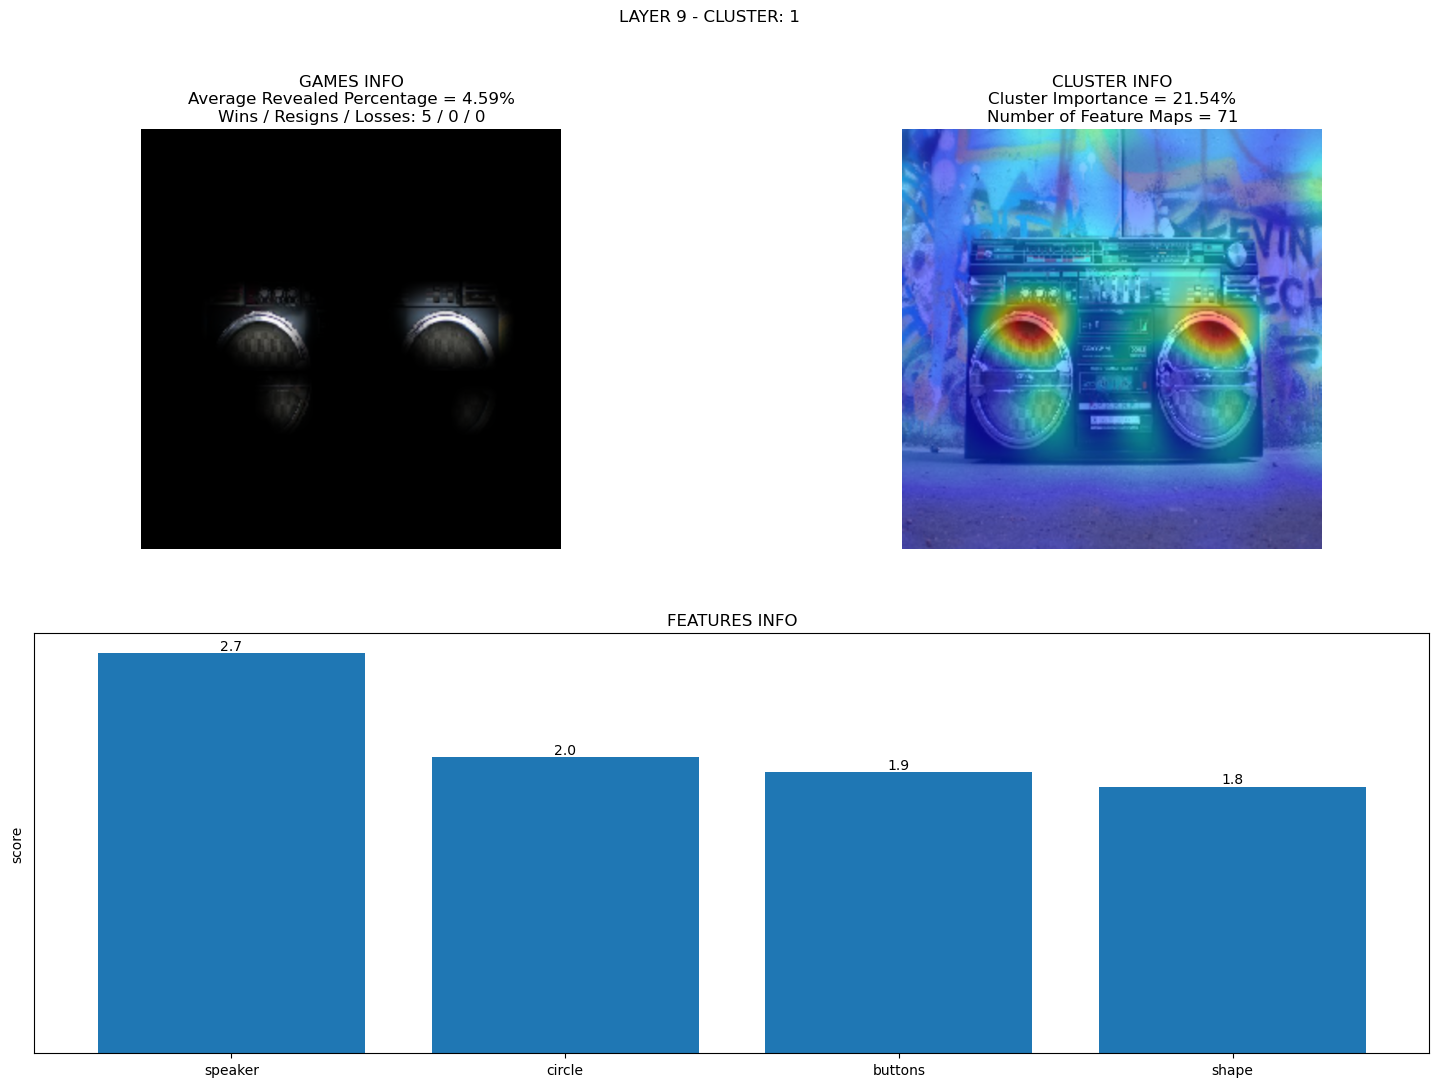 LAYER 9 - CLUSTER: 1
GAMES INFO
Average Revealed Percentage = 4.59%
Wins / Resigns / Losses: 5 / 0 / 0
CLUSTER INFO
Cluster Importance = 21.54%
Number of Feature Maps = 71
EVIN
FEATURES INFO
score
2.7
2.0
1.9
1.8
speaker
circle
buttons
shape